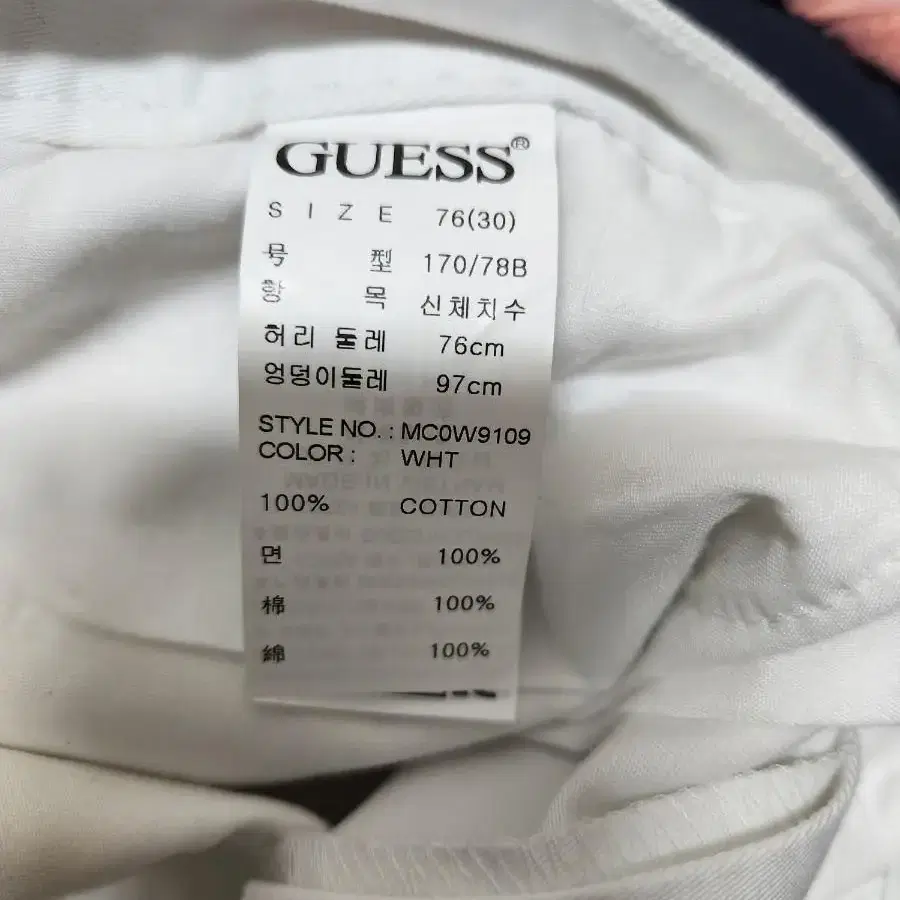 GUESS®
SIZE 76(30)
号型 170/78B
항목 신체치수
허리 둘레 76cm
엉덩이둘레 97cm
STYLE NO. : MC0W9109
COLOR : WHT
100% COTTON
면 100%
棉 100%
綿 100%